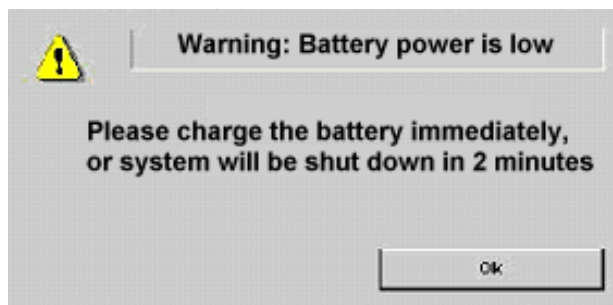 Warning: Battery power is low
Please charge the battery immediately,
or system will be shut down in 2 minutes
Ok